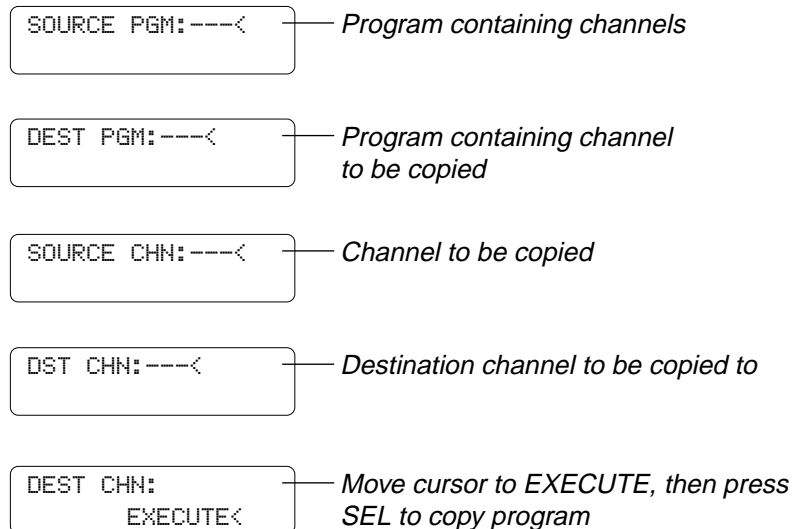 SOURCE PGM:---<
Program containing channels
DEST PGM:---<
Program containing channel
to be copied
SOURCE CHN:---<
Channel to be copied
DST CHN:---<
Destination channel to be copied to
DEST CHN:
EXECUTE<
Move cursor to EXECUTE, then press
SEL to copy program